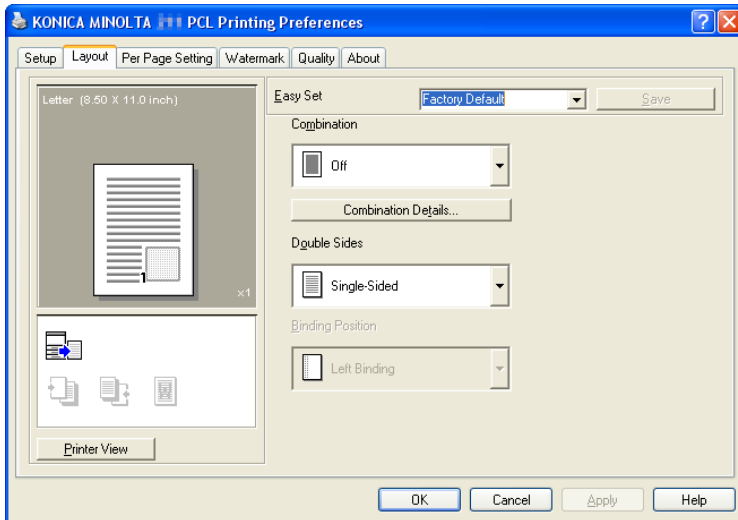 KONICA MINOLTA PCL Printing Preferences
Setup Layout Per Page Setting Watermark Quality About
Letter (8.50 X 11.0 inch)
1
x1
Printer View
Easy Set Factory Default Save
Combination
Off
Combination Details...
Double Sides
Single-Sided
Binding Position
Left Binding
OK Cancel Apply Help